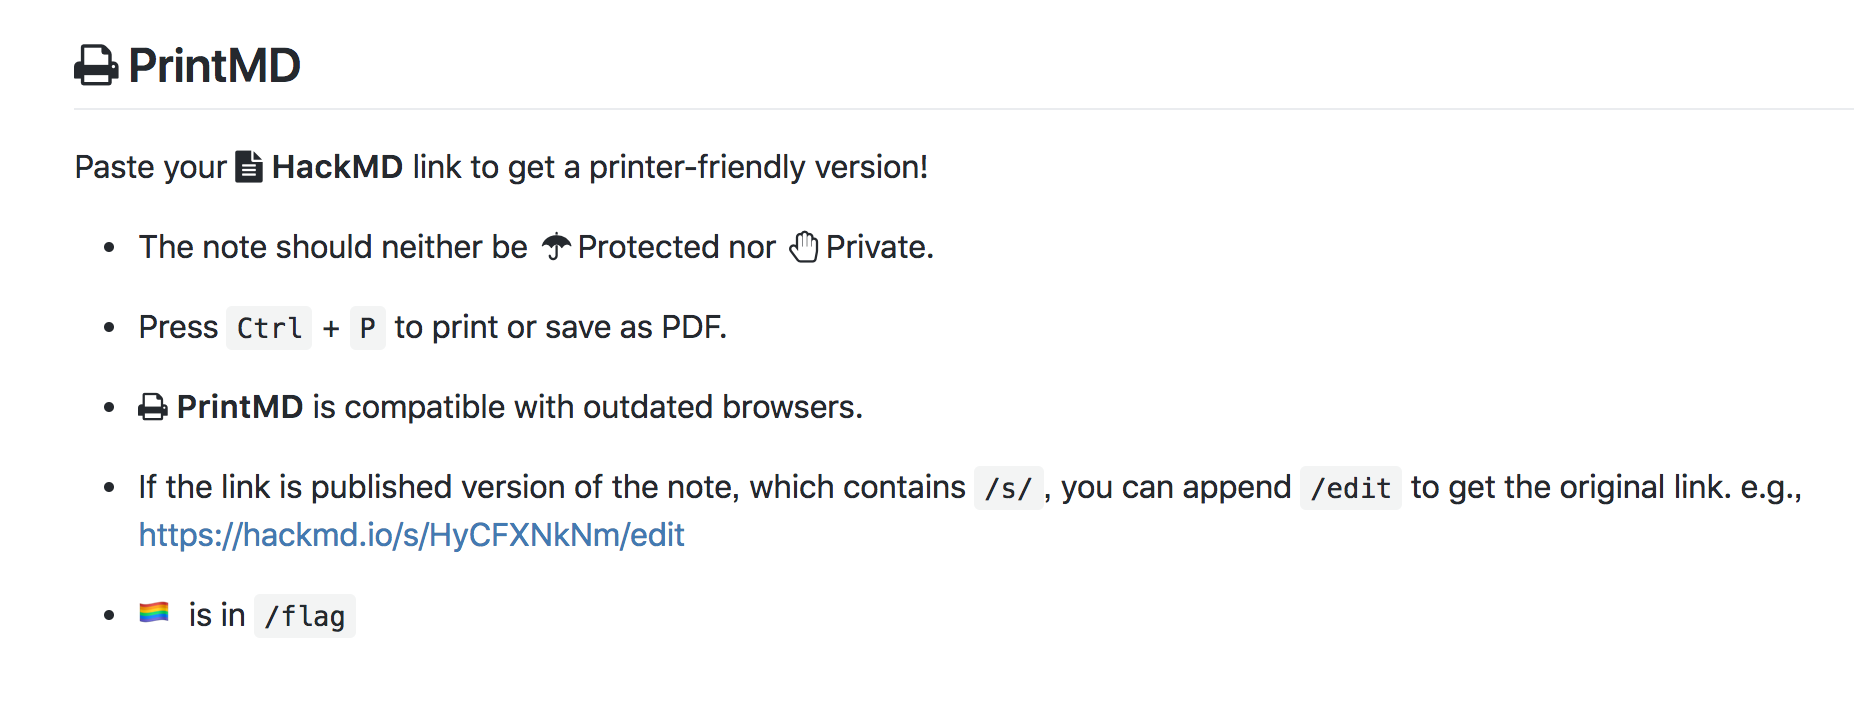 PrintMD
Paste your HackMD link to get a printer-friendly version!
The note should neither be Protected nor Private.
Press Ctrl + P to print or save as PDF.
PrintMD is compatible with outdated browsers.
If the link is published version of the note, which contains /s/, you can append /edit to get the original link. e.g.,
https://hackmd.io/s/HyCFXNkNm/edit
is in /flag